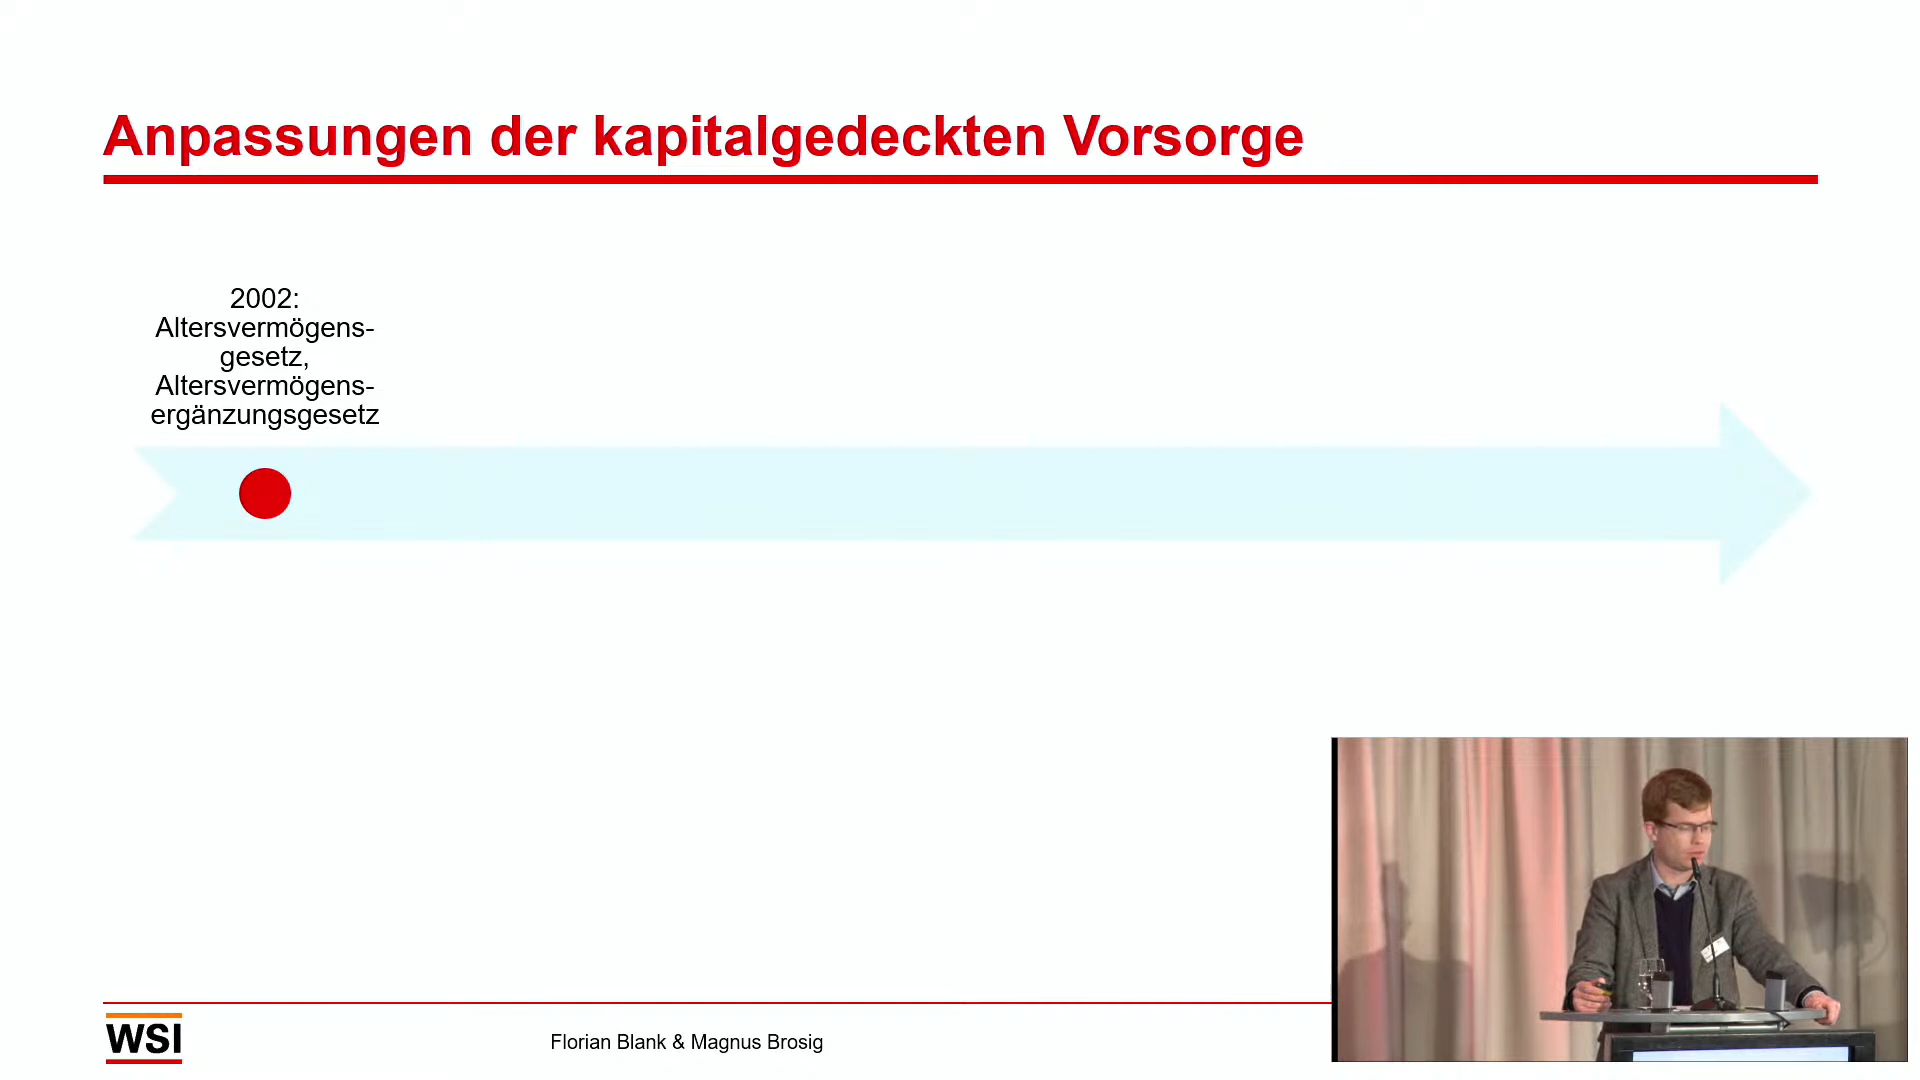 Anpassungen der kapitalgedeckten Vorsorge
2002:
Altersvermögens-
gesetz,
Altersvermögens-
ergänzungsgesetz
WSI
Florian Blank & Magnus Brosig